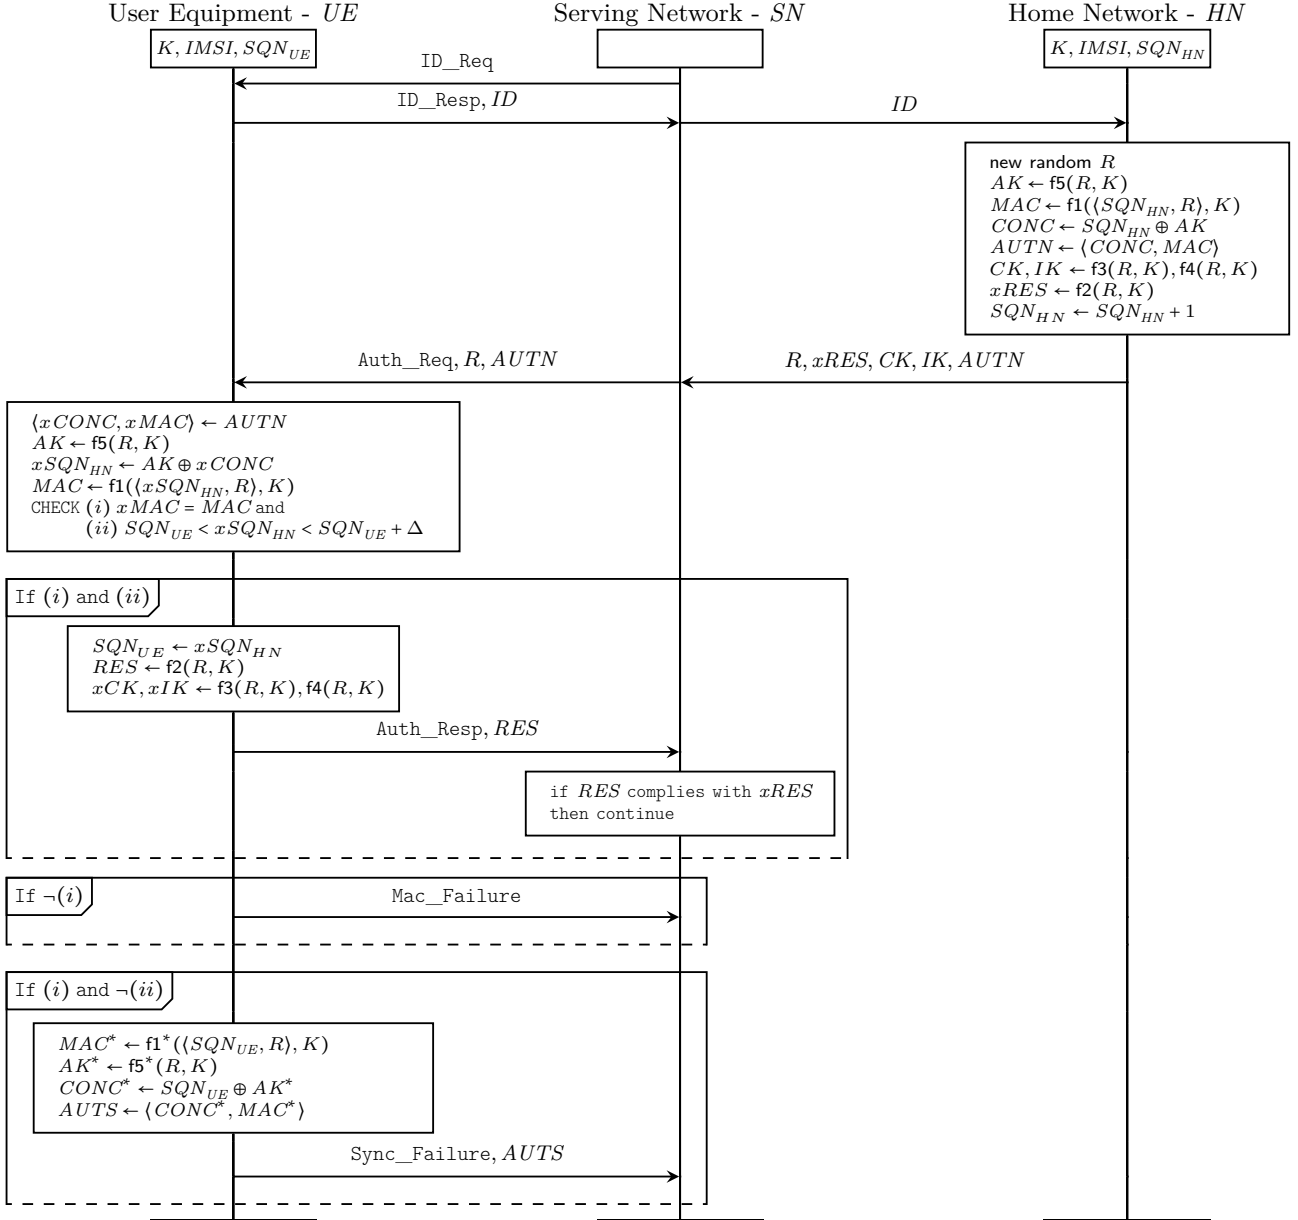 User Equipment - UE
Serving Network - SN
Home Network - HN
K, IMSI, SQN_UE
K, IMSI, SQN_HN
ID_Req
ID_Resp, ID
ID
new random R
AK ← f5(R, K)
MAC ← f1(⟨SQN_HN, R⟩, K)
CONC ← SQN_HN ⊕ AK
AUTN ← ⟨CONC, MAC⟩
CK, IK ← f3(R, K), f4(R, K)
xRES ← f2(R, K)
SQN_HN ← SQN_HN + 1
Auth_Req, R, AUTN
R, xRES, CK, IK, AUTN
⟨xCONC, xMAC⟩ ← AUTN
AK ← f5(R, K)
xSQN_HN ← AK ⊕ xCONC
MAC ← f1(⟨xSQN_HN, R⟩, K)
CHECK (i) xMAC = MAC and
(ii) SQN_UE < xSQN_HN < SQN_UE + Δ
If (i) and (ii)
SQN_UE ← xSQN_HN
RES ← f2(R, K)
xCK, xIK ← f3(R, K), f4(R, K)
Auth_Resp, RES
if RES complies with xRES
then continue
If ¬(i)
Mac_Failure
If (i) and ¬(ii)
MAC* ← f1*(⟨SQN_UE, R⟩, K)
AK* ← f5*(R, K)
CONC* ← SQN_UE ⊕ AK*
AUTS ← ⟨CONC*, MAC*⟩
Sync_Failure, AUTS